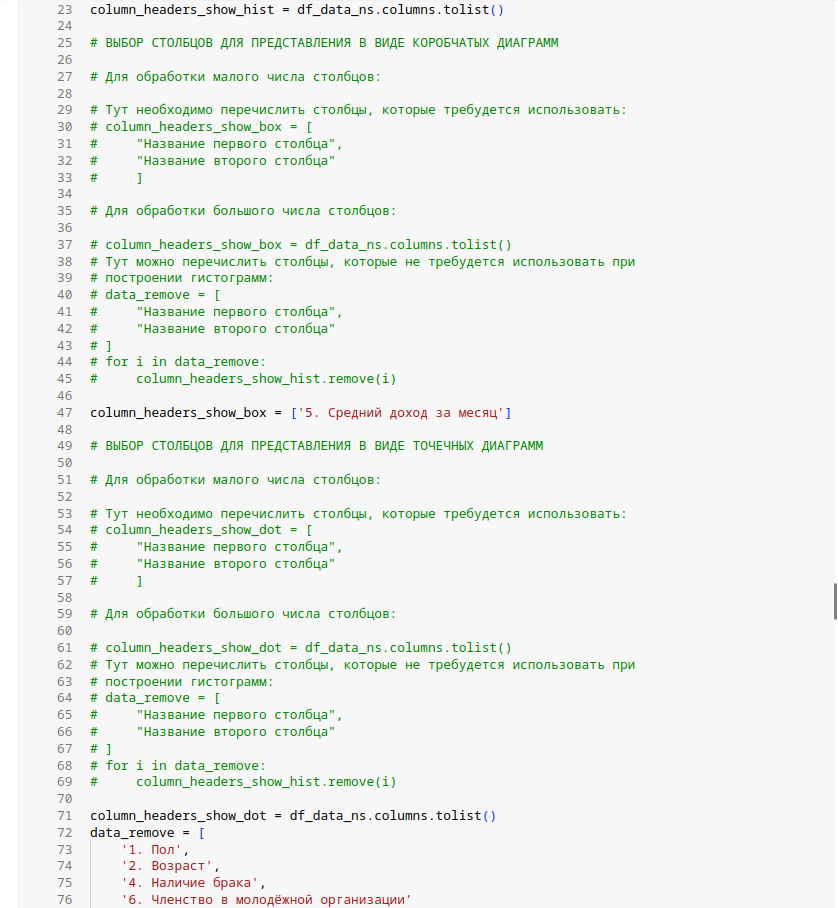 23 column_headers_show_hist = df_data_ns.columns.tolist()
24
25 # ВЫБОР СТОЛБЦОВ ДЛЯ ПРЕДСТАВЛЕНИЯ В ВИДЕ КОРОБЧАТЫХ ДИАГРАММ
26
27 # Для обработки малого числа столбцов:
28
29 # Тут необходимо перечислить столбцы, которые требуется использовать:
30 # column_headers_show_box = [
31 #     "Название первого столбца",
32 #     "Название второго столбца"
33 #     ]
34
35 # Для обработки большого числа столбцов:
36
37 # column_headers_show_box = df_data_ns.columns.tolist()
38 # Тут можно перечислить столбцы, которые не требуется использовать при
39 # построении гистограмм:
40 # data_remove = [
41 #     "Название первого столбца",
42 #     "Название второго столбца"
43 # ]
44 # for i in data_remove:
45 #     column_headers_show_hist.remove(i)
46
47 column_headers_show_box = ['5. Средний доход за месяц']
48
49 # ВЫБОР СТОЛБЦОВ ДЛЯ ПРЕДСТАВЛЕНИЯ В ВИДЕ ТОЧЕЧНЫХ ДИАГРАММ
50
51 # Для обработки малого числа столбцов:
52
53 # Тут необходимо перечислить столбцы, которые требуется использовать:
54 # column_headers_show_dot = [
55 #     "Название первого столбца",
56 #     "Название второго столбца"
57 #     ]
58
59 # Для обработки большого числа столбцов:
60
61 # column_headers_show_dot = df_data_ns.columns.tolist()
62 # Тут можно перечислить столбцы, которые не требуется использовать при
63 # построении гистограмм:
64 # data_remove = [
65 #     "Название первого столбца",
66 #     "Название второго столбца"
67 # ]
68 # for i in data_remove:
69 #     column_headers_show_hist.remove(i)
70
71 column_headers_show_dot = df_data_ns.columns.tolist()
72 data_remove = [
73     '1. Пол',
74     '2. Возраст',
75     '4. Наличие брака',
76     '6. Членство в молодёжной организации'